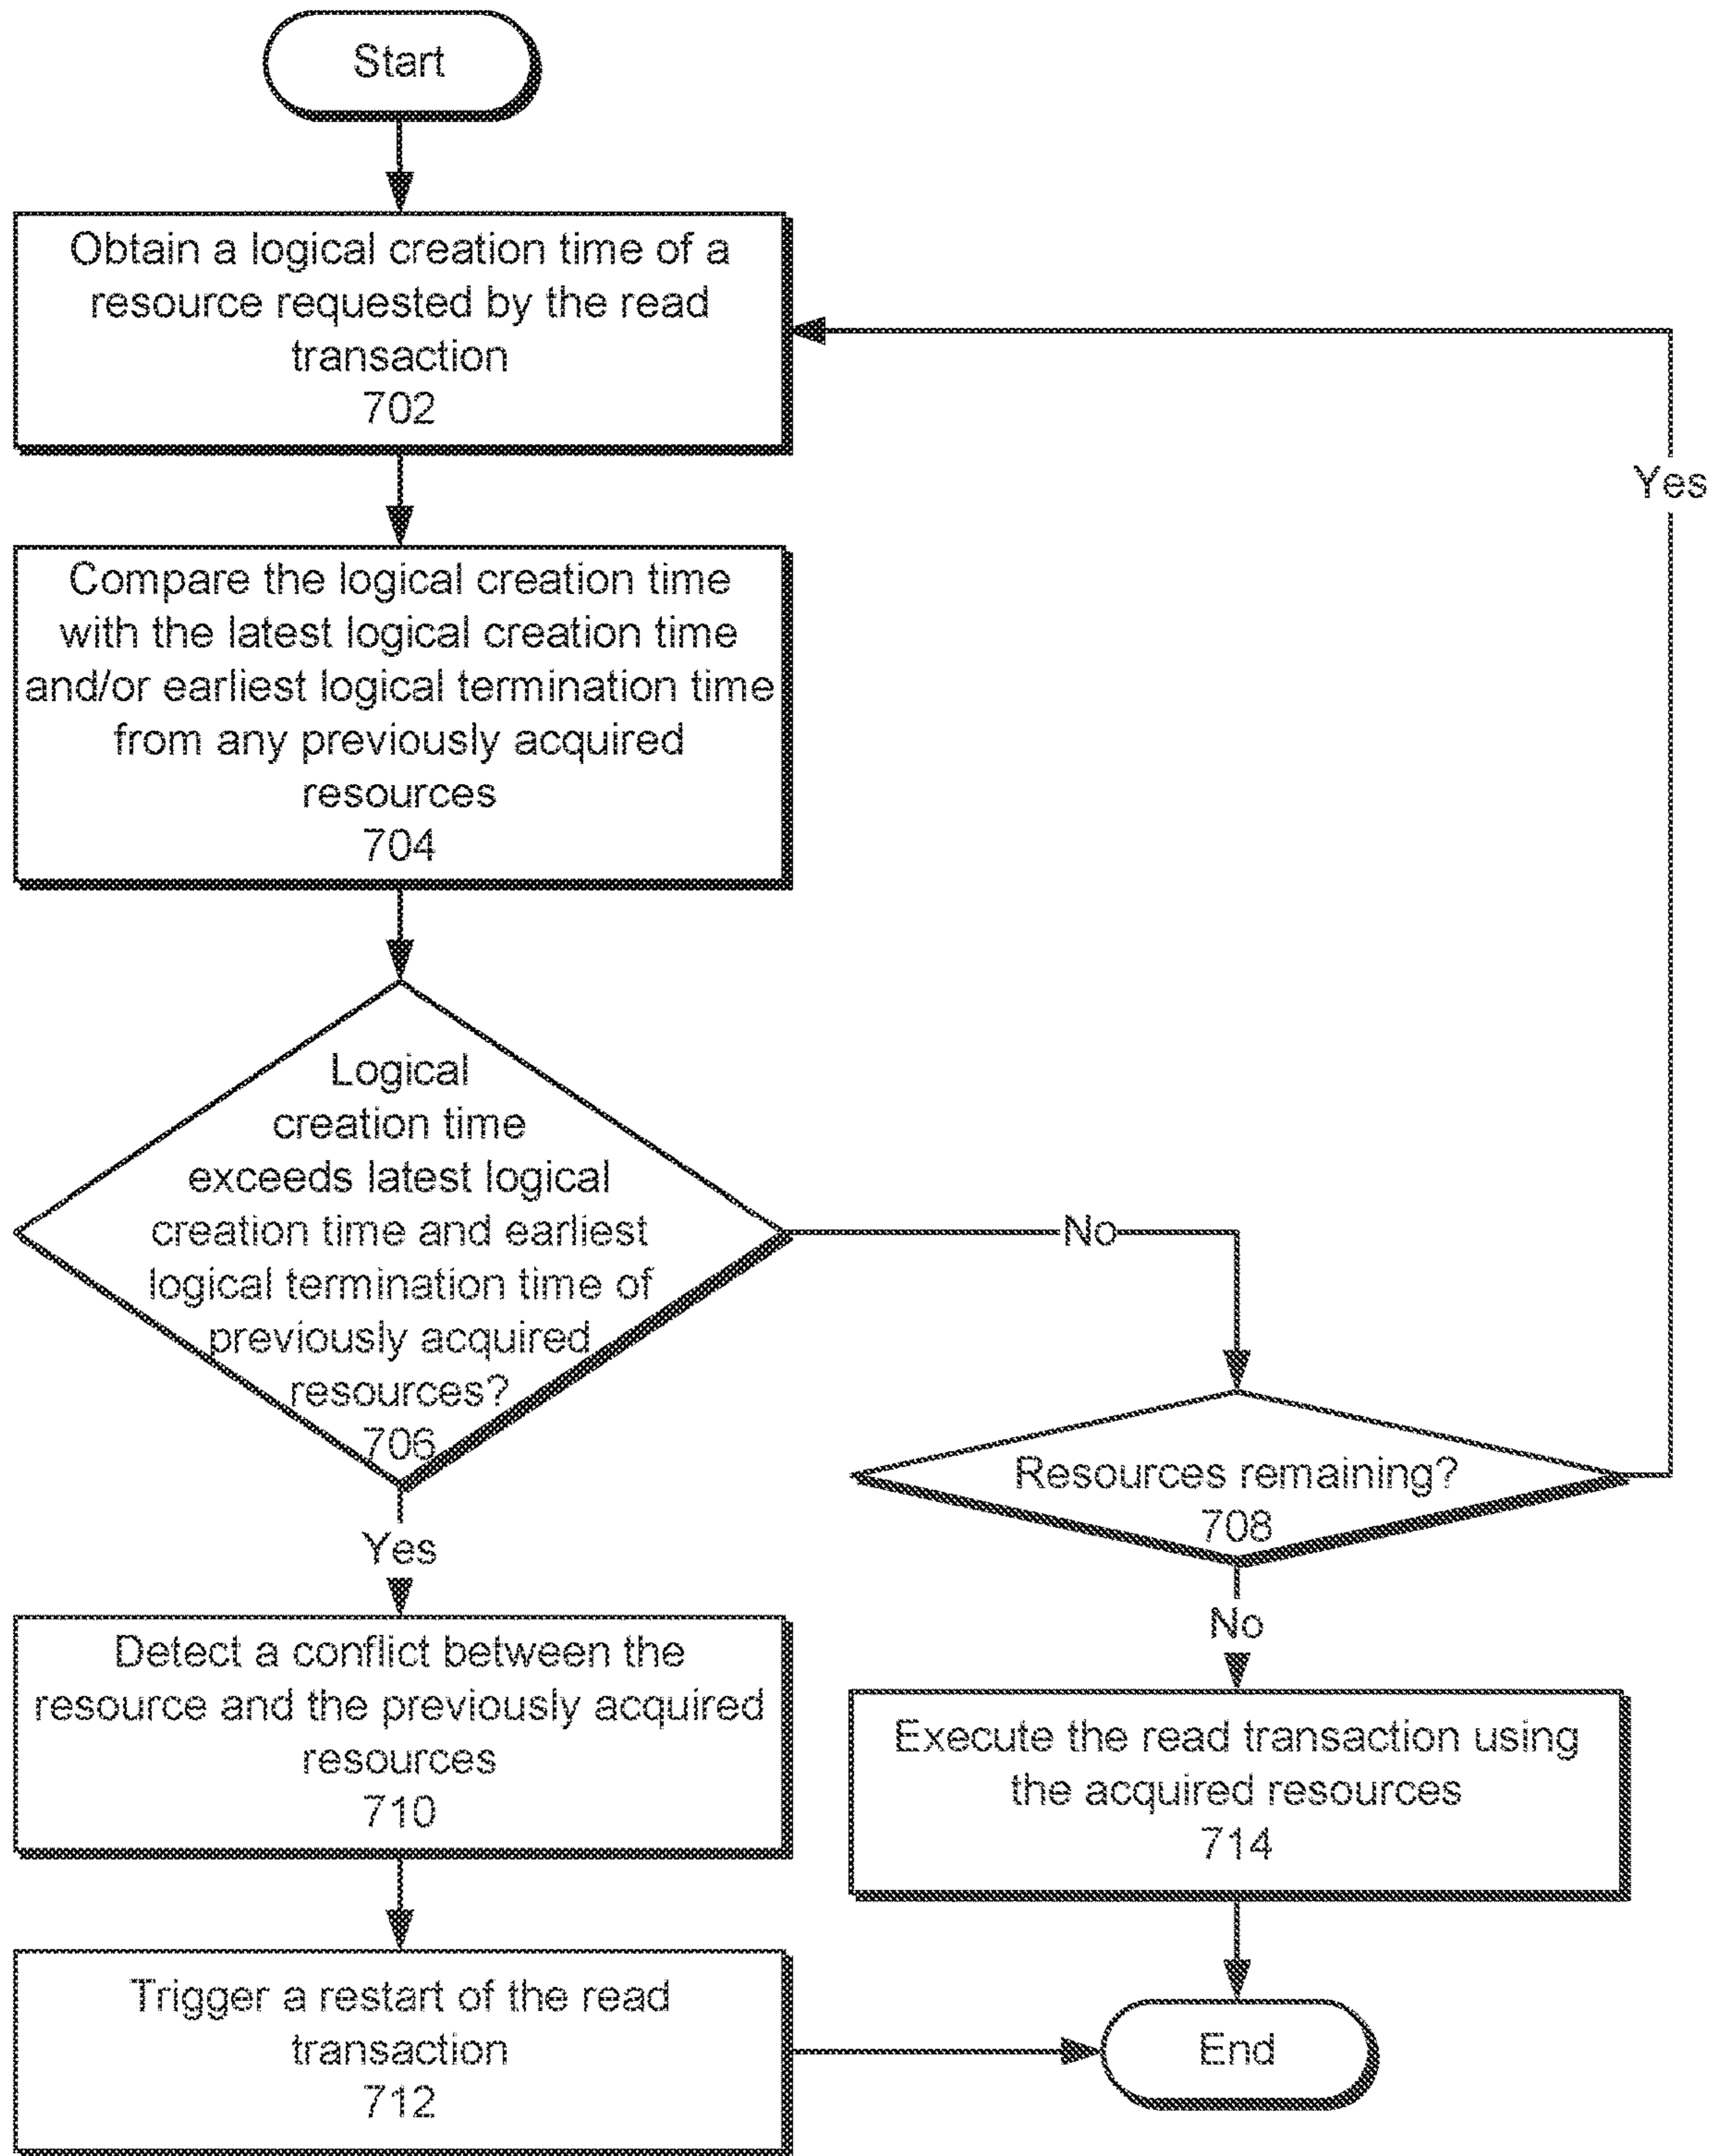 Start
Obtain a logical creation time of a
resource requested by the read
transaction
702
Yes
Compare the logical creation time
with the latest logical creation time
and/or earliest logical termination time
from any previously acquired
resources
704
Logical
creation time
exceeds latest logical
creation time and earliest
logical termination time of
previously acquired
resources?
706
No
Resources remaining?
708
Yes
No
Detect a conflict between the
resource and the previously acquired
resources
710
Execute the read transaction using
the acquired resources
714
Trigger a restart of the read
transaction
712
End